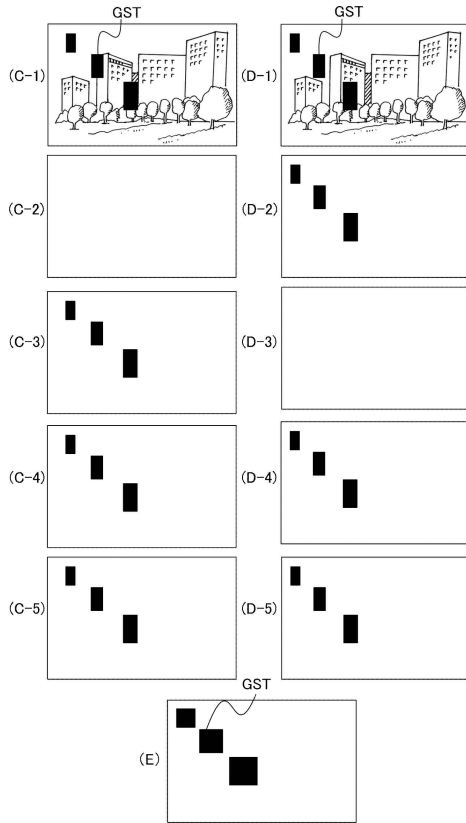 GST GST
(C-1) (D-1)
(C-2) (D-2)
(C-3) (D-3)
(C-4) (D-4)
(C-5) (D-5)
GST
(E)